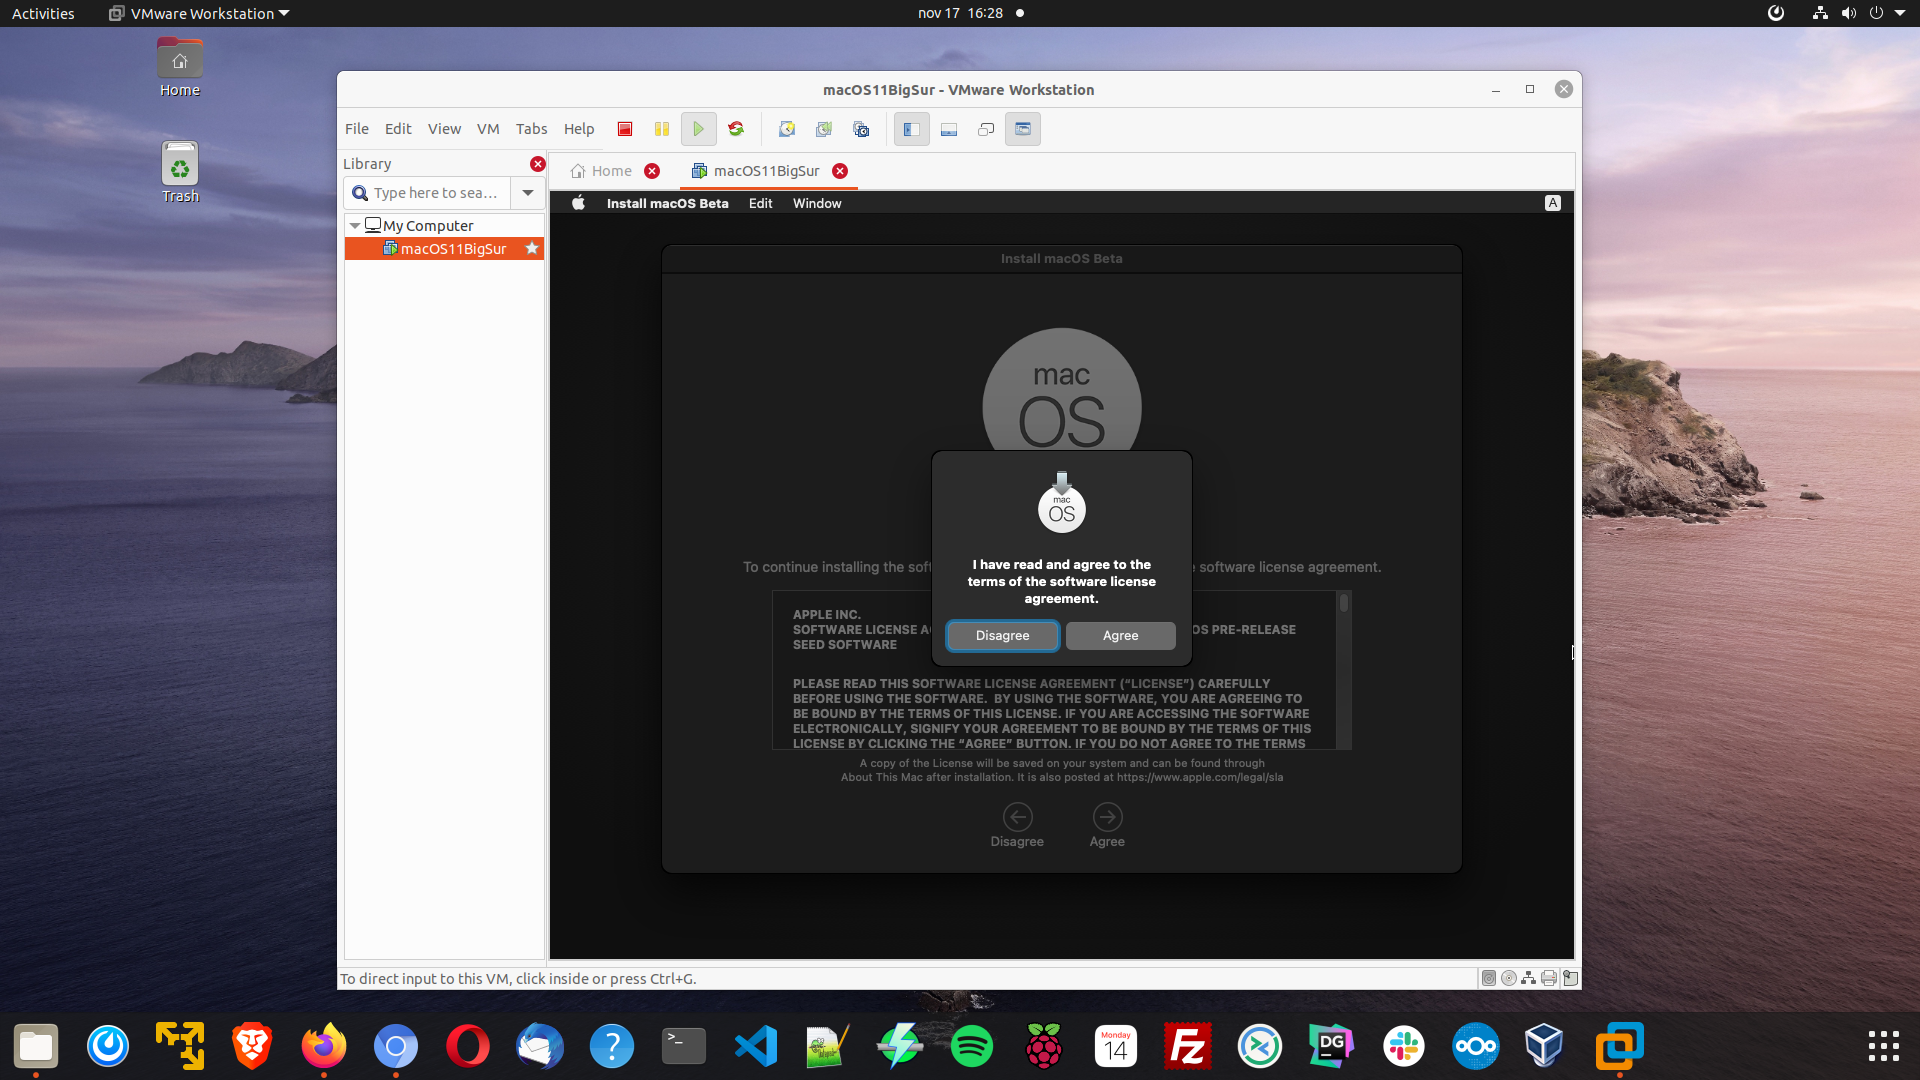 Activities
VMware Workstation
nov 17 16:28
Home
Trash
macOS11BigSur - VMware Workstation
File Edit View VM Tabs Help
Library
Home
macOS11BigSur
Type here to sea...
My Computer
macOS11BigSur
Install macOS Beta Edit Window
A
Install macOS Beta
mac
OS
mac
OS
I have read and agree to the
terms of the software license
agreement.
Disagree
Agree
To continue installing the sof
software license agreement.
APPLE INC.
SOFTWARE LICENSE A
OS PRE-RELEASE
SEED SOFTWARE
PLEASE READ THIS SOFTWARE LICENSE AGREEMENT (“LICENSE”) CAREFULLY
BEFORE USING THE SOFTWARE. BY USING THE SOFTWARE, YOU ARE AGREEING TO
BE BOUND BY THE TERMS OF THIS LICENSE. IF YOU ARE ACCESSING THE SOFTWARE
ELECTRONICALLY, SIGNIFY YOUR AGREEMENT TO BE BOUND BY THE TERMS OF THIS
LICENSE BY CLICKING THE “AGREE” BUTTON. IF YOU DO NOT AGREE TO THE TERMS
A copy of the License will be saved on your system and can be found through
About This Mac after installation. It is also posted at https://www.apple.com/legal/sla
Disagree
Agree
To direct input to this VM, click inside or press Ctrl+G.
?
>_
Monday
14
FZ
DG